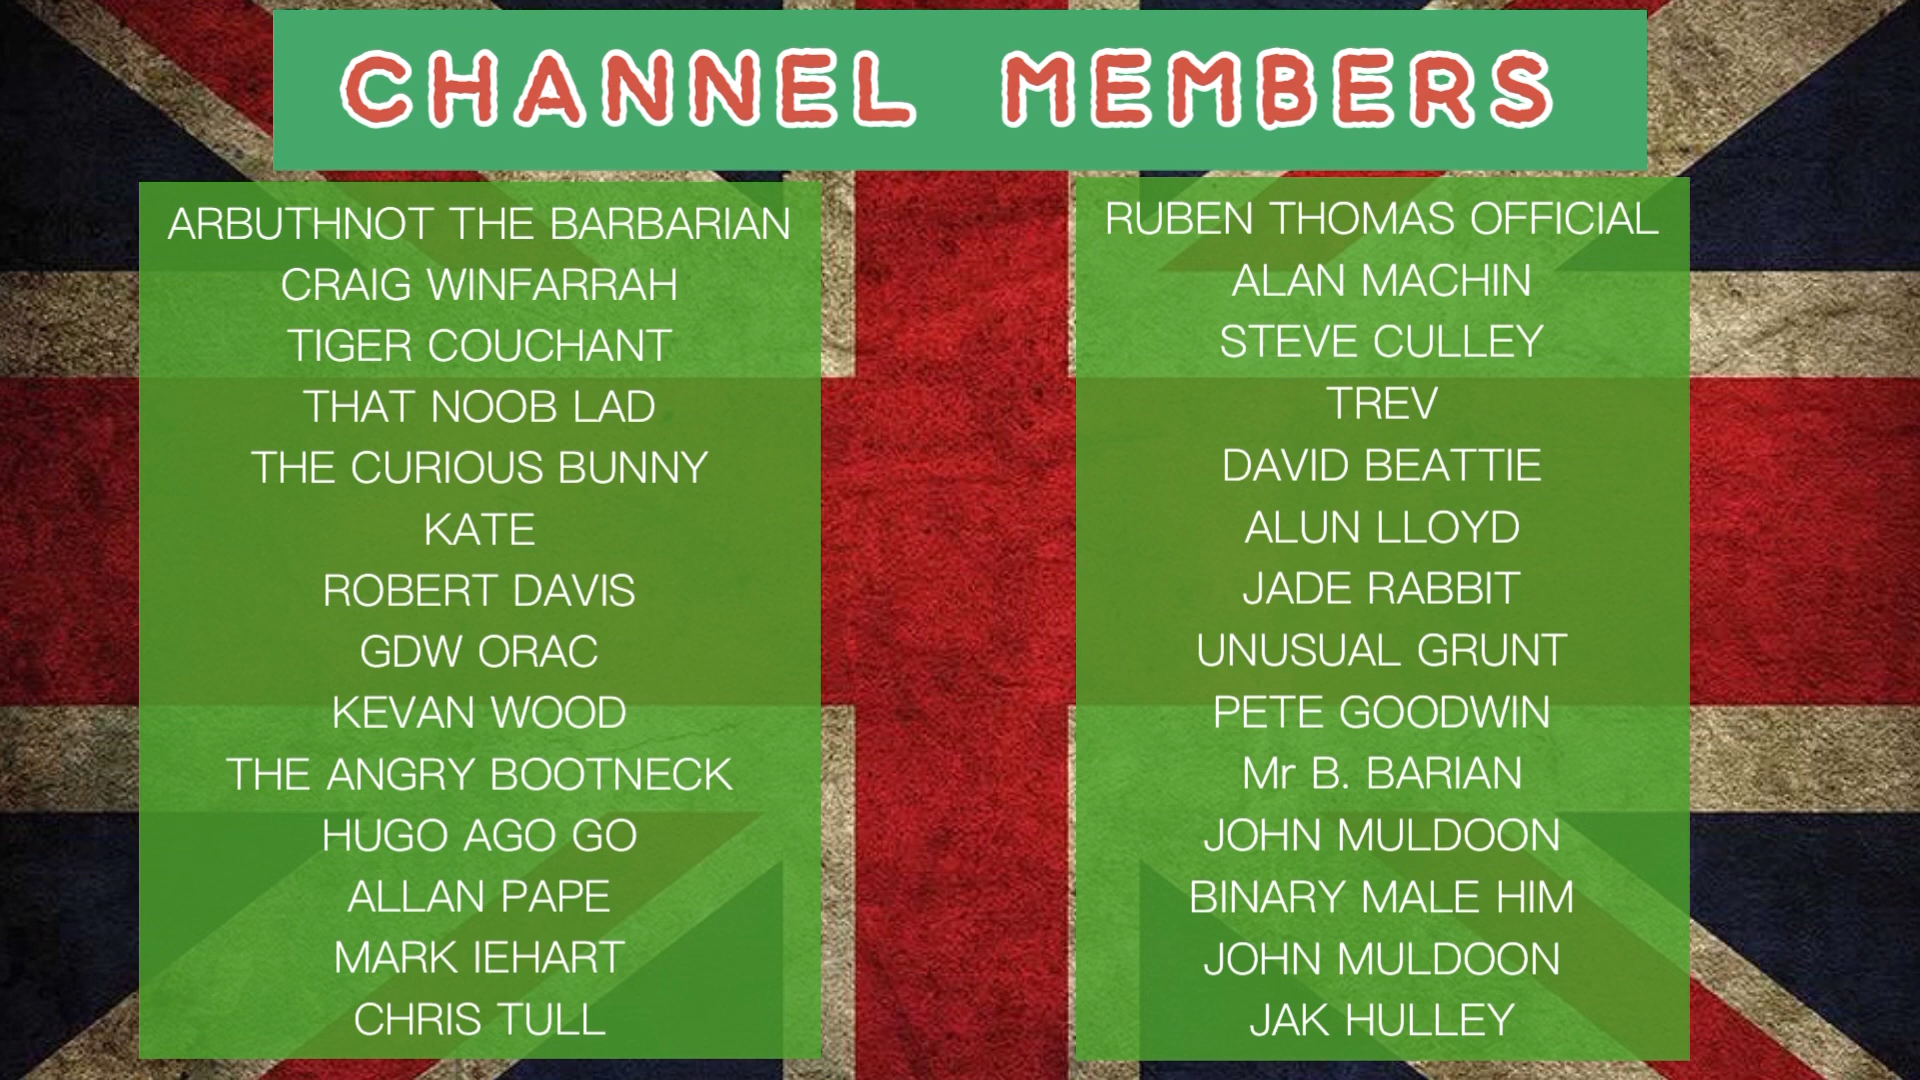 CHANNEL MEMBERS
ARBUTHNOT THE BARBARIAN
CRAIG WINFARRAH
TIGER COUCHANT
THAT NOOB LAD
THE CURIOUS BUNNY
KATE
ROBERT DAVIS
GDW ORAC
KEVAN WOOD
THE ANGRY BOOTNECK
HUGO AGO GO
ALLAN PAPE
MARK IEHART
CHRIS TULL
RUBEN THOMAS OFFICIAL
ALAN MACHIN
STEVE CULLEY
TREV
DAVID BEATTIE
ALUN LLOYD
JADE RABBIT
UNUSUAL GRUNT
PETE GOODWIN
Mr B. BARIAN
JOHN MULDOON
BINARY MALE HIM
JOHN MULDOON
JAK HULLEY